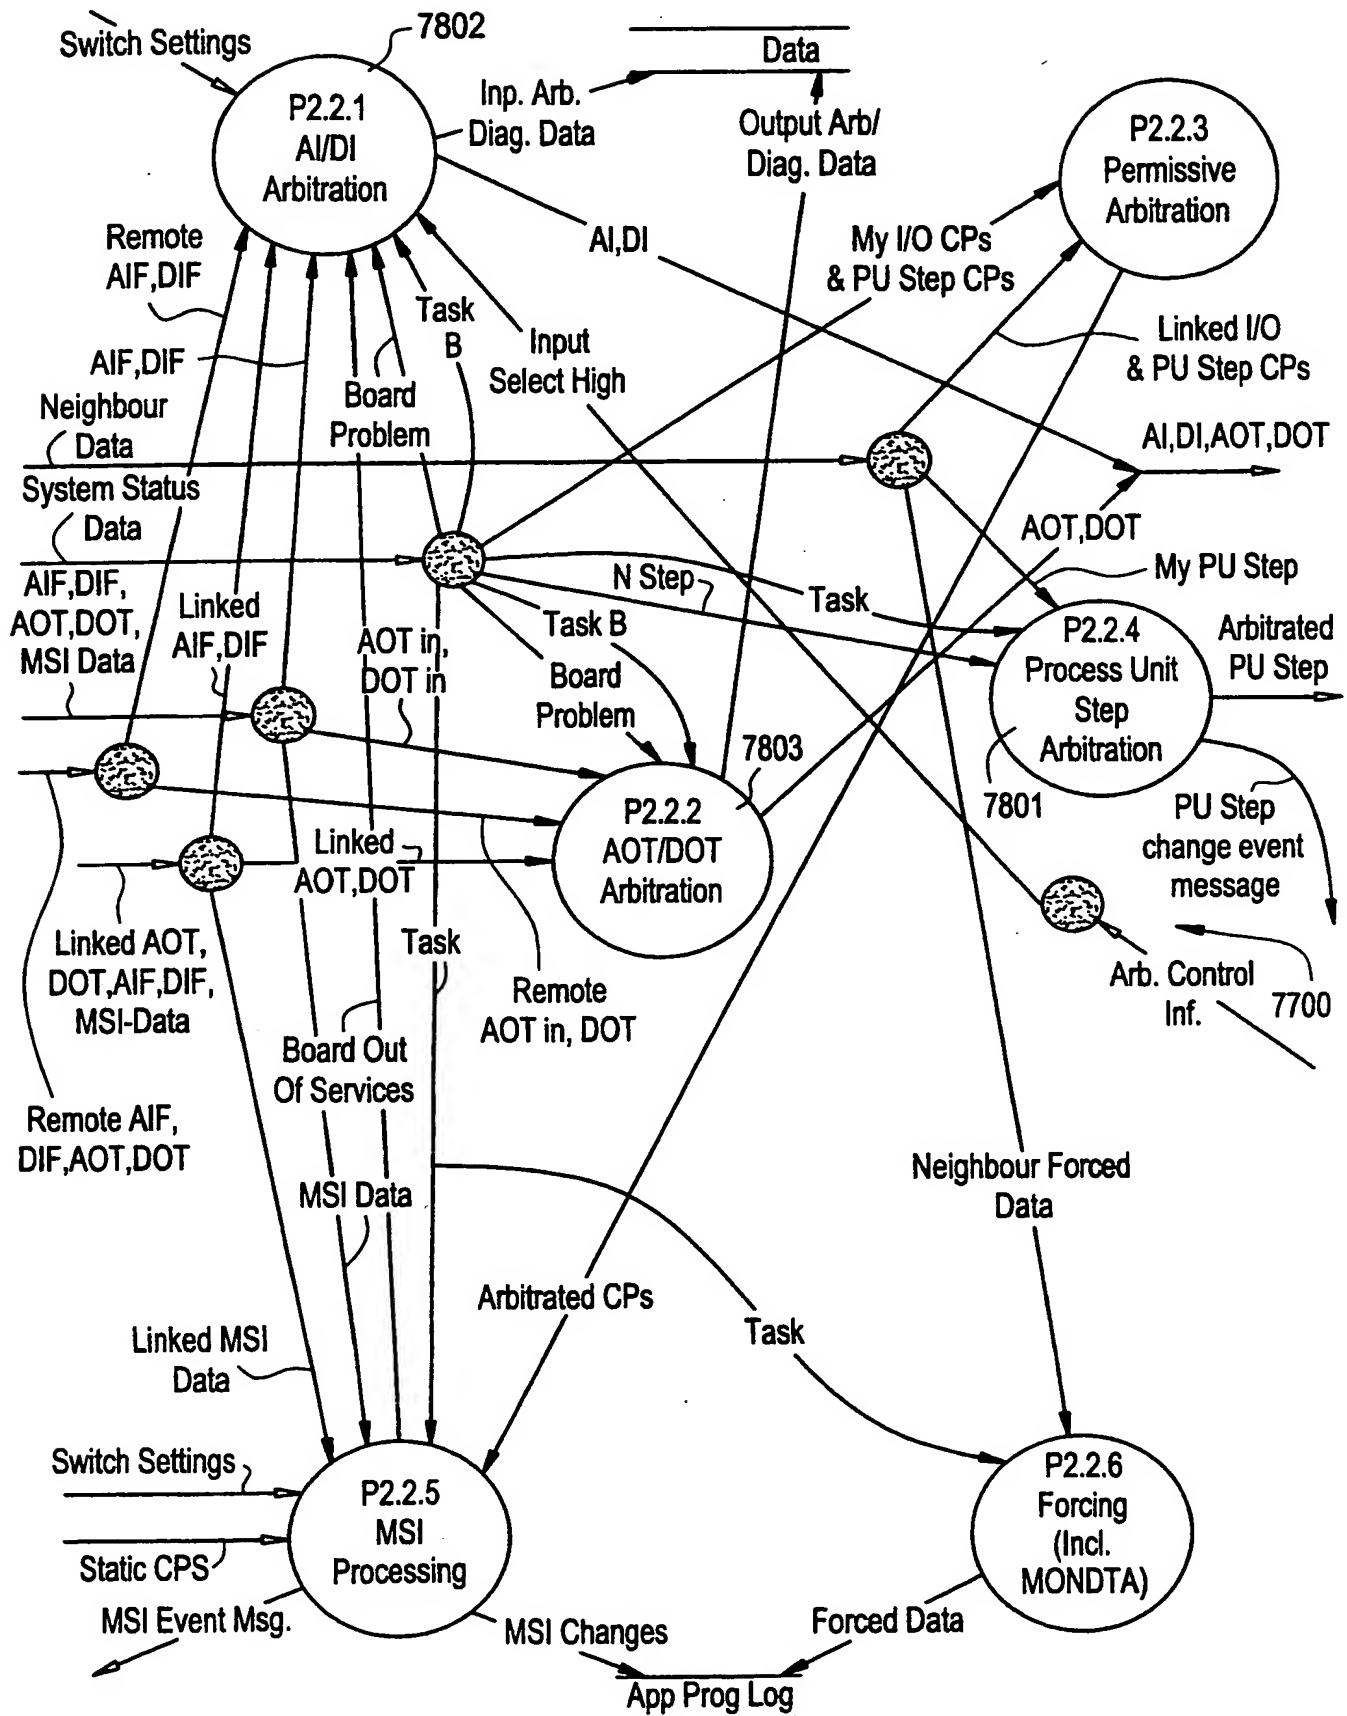 Switch Settings
7802
P2.2.1
AI/DI
Arbitration
Inp. Arb.
Diag. Data
Data
Output Arb/
Diag. Data
P2.2.3
Permissive
Arbitration
Remote
AIF,DIF
AI,DI
My I/O CPs
& PU Step CPs
Task
B
Input
Select High
Linked I/O
& PU Step CPs
AIF,DIF
Board
Problem
Neighbour
Data
AI,DI,AOT,DOT
System Status
Data
AOT,DOT
My PU Step
N Step
Task
AIF,DIF,
AOT,DOT,
MSI Data
Linked
AIF,DIF
AOT in,
DOT in
Task B
Board
Problem
P2.2.4
Process Unit
Step
Arbitration
Arbitrated
PU Step
7803
7801
P2.2.2
AOT/DOT
Arbitration
PU Step
change event
message
Linked
AOT,DOT
Task
Linked AOT,
DOT,AIF,DIF,
MSI-Data
Remote
AOT in, DOT
Arb. Control
Inf.
7700
Board Out
Of Services
Remote AIF,
DIF,AOT,DOT
MSI Data
Neighbour Forced
Data
Arbitrated CPs
Task
Linked MSI
Data
Switch Settings
P2.2.5
MSI
Processing
Static CPS
MSI Event Msg.
P2.2.6
Forcing
(Incl.
MONDTA)
MSI Changes
Forced Data
App Prog Log